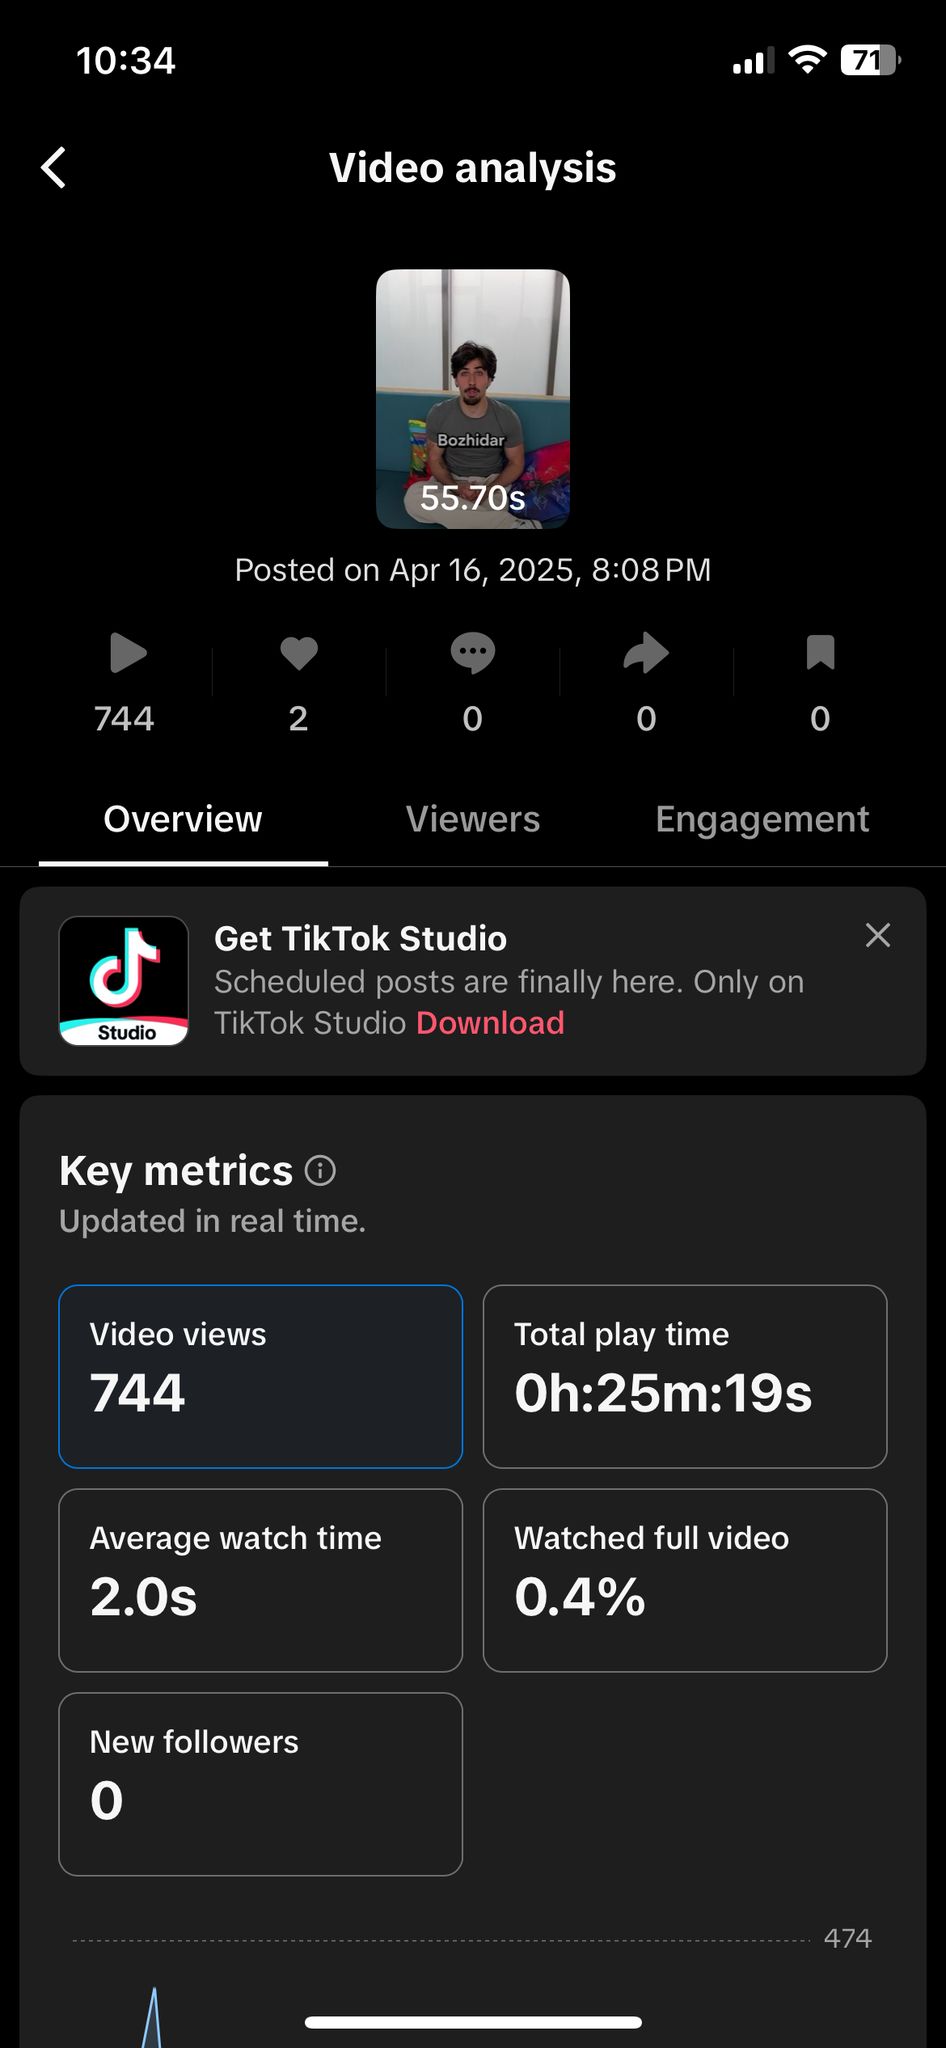 10:34
71
Video analysis
Bozhidar
55.70s
Posted on Apr 16, 2025, 8:08 PM
744
2
0
0
0
Overview
Viewers
Engagement
Get TikTok Studio
Scheduled posts are finally here. Only on
TikTok Studio Download
Studio
Key metrics
Updated in real time.
Video views
744
Total play time
0h:25m:19s
Average watch time
2.0s
Watched full video
0.4%
New followers
0
474